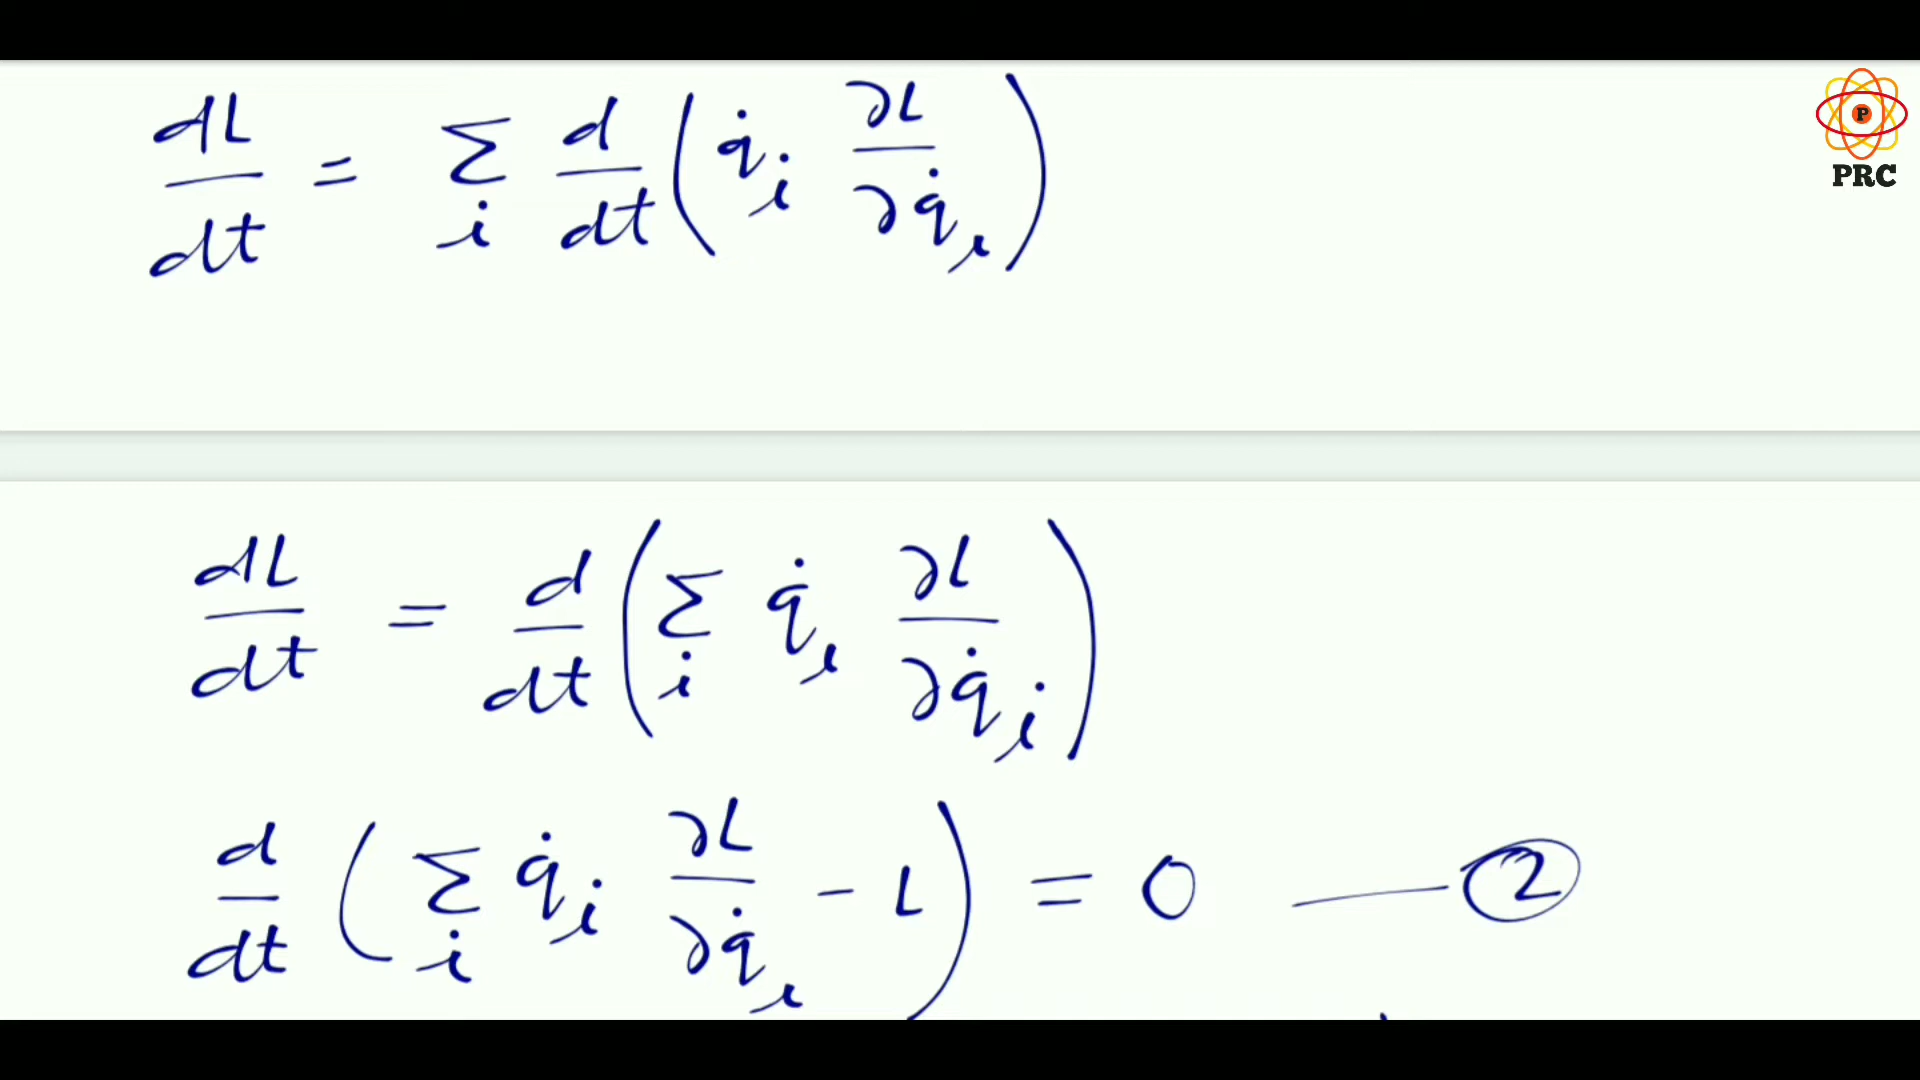 dL/dt = Σ_i d/dt (q̇_i ∂L/∂q̇_i)
P
PRC
dL/dt = d/dt (Σ_i q̇_i ∂L/∂q̇_i)
d/dt (Σ_i q̇_i ∂L/∂q̇_i - L) = 0 —②